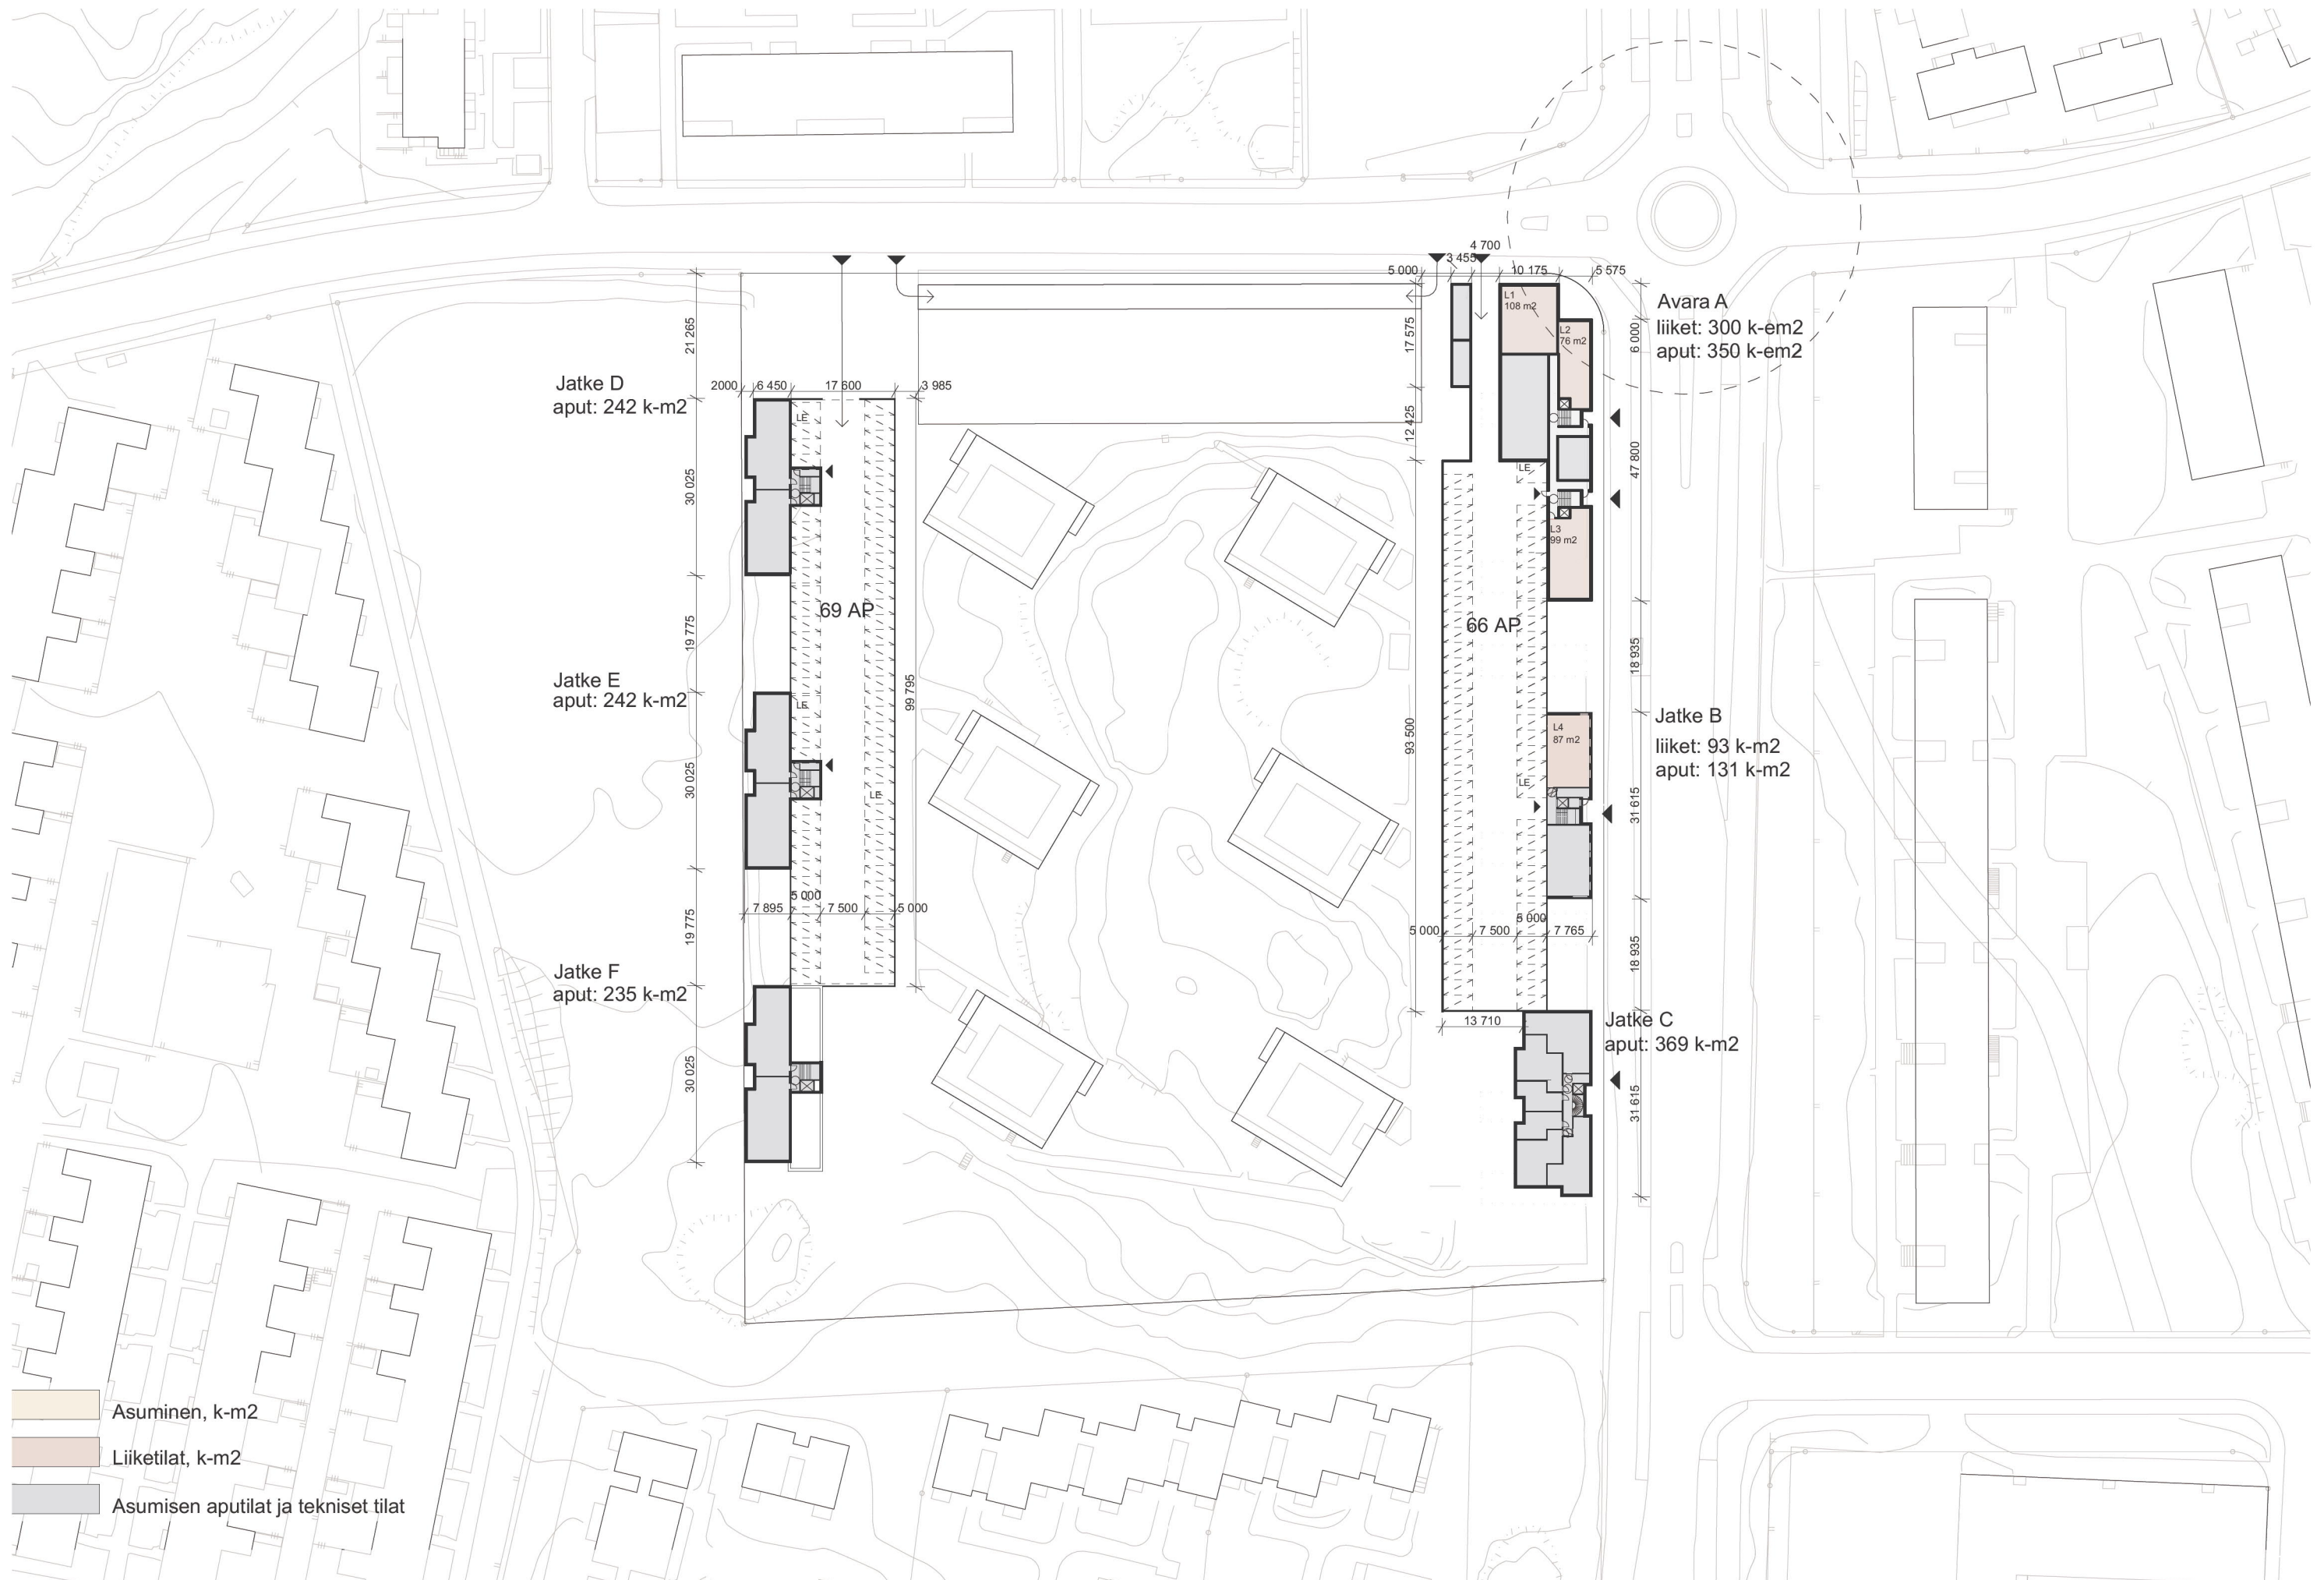 4 700
3 455
5 000
10 175
5 575
L1
108 m2
L2
76 m2
Avara A
liiket: 300 k-em2
aput: 350 k-em2
21 265
17 575
6 000
Jatke D
aput: 242 k-m2
2000
6 450
17 600
3 985
LE
12 425
47 800
LE
30 025
L3
99 m2
69 AP
66 AP
19 775
18 935
Jatke E
aput: 242 k-m2
LE
99 795
93 500
L4
87 m2
Jatke B
liiket: 93 k-m2
aput: 131 k-m2
30 025
LE
LE
31 615
5 000
7 895
7 500
5 000
5 000
5 000
7 500
7 765
19 775
18 935
Jatke F
aput: 235 k-m2
13 710
Jatke C
aput: 369 k-m2
30 025
31 615
Asuminen, k-m2
Liiketilat, k-m2
Asumisen aputilat ja tekniset tilat